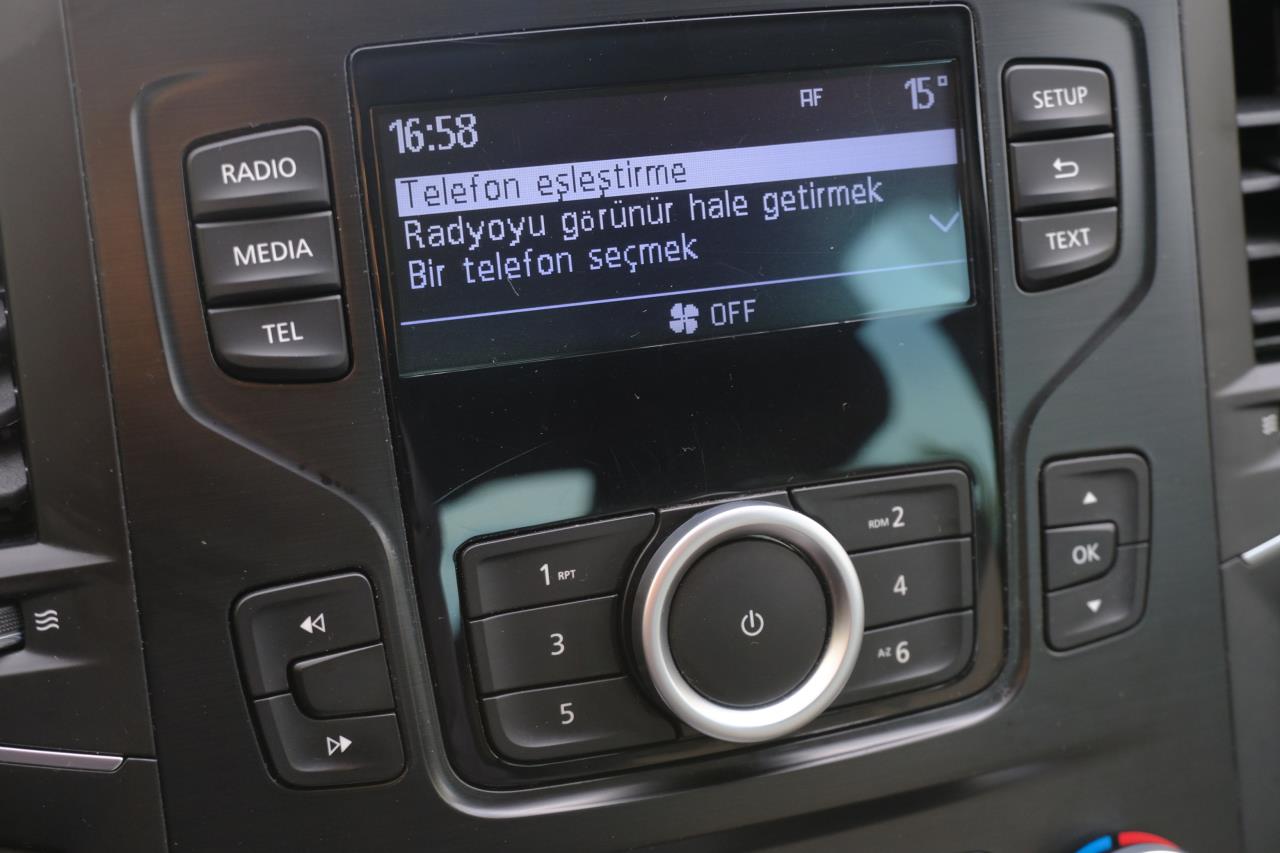 16:58 AF 15°
Telefon eşleştirme
Radyoyu görünür hale getirmek
Bir telefon seçmek
OFF
RADIO
MEDIA
TEL
SETUP
TEXT
1 RPT
RDM 2
3
4
5
A-Z 6
OK